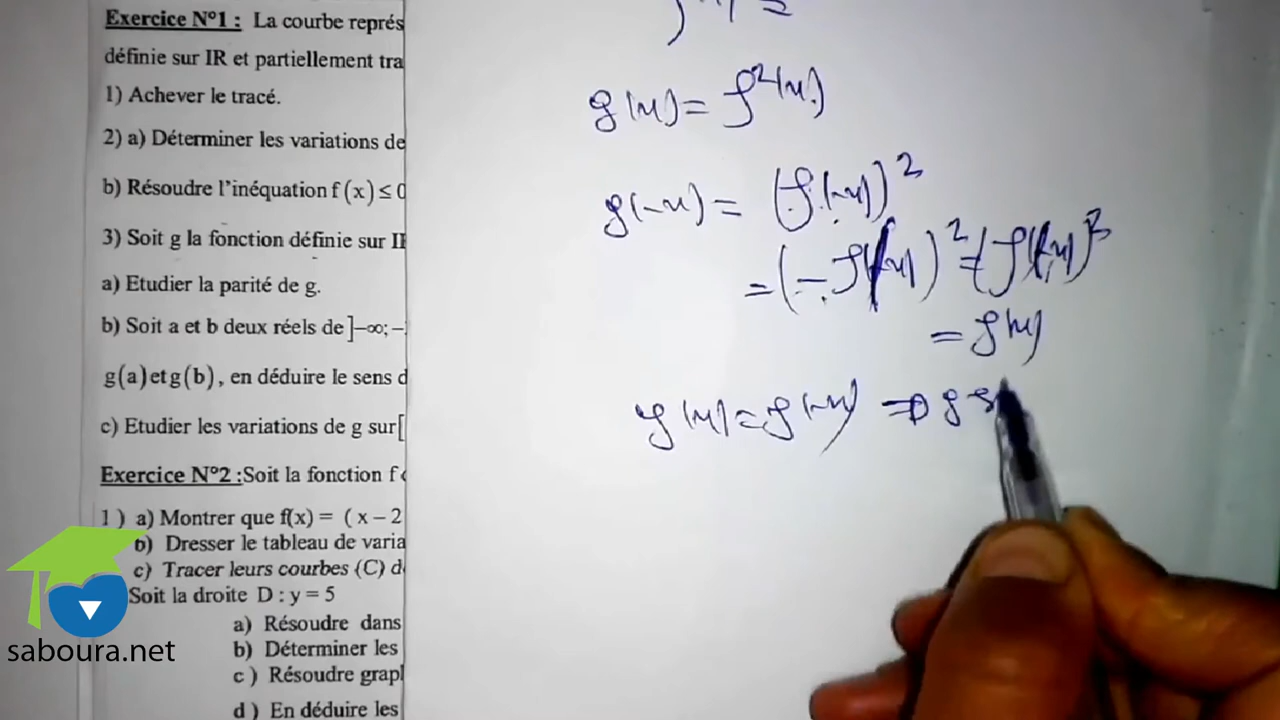 Exercice N°1 : La courbe représ
définie sur IR et partiellement tra
1) Achever le tracé.
2) a) Déterminer les variations de
b) Résoudre l'inéquation f (x) ≤ 0
3) Soit g la fonction définie sur IR
a) Etudier la parité de g.
b) Soit a et b deux réels de ]–∞; –
g(a) et g(b), en déduire le sens d
c) Etudier les variations de g sur [
Exercice N°2 : Soit la fonction f
1 ) a) Montrer que f(x) = ( x – 2
b) Dresser le tableau de varia
c) Tracer leurs courbes (C) d
Soit la droite D : y = 5
a) Résoudre dans
b) Déterminer les
c ) Résoudre grap
d ) En déduire les
saboura.net
g(x) = f²(x)
g(-x) = (f(-x))²
= (-f(x))² = (f(x))²
= g(x)
g(x) = g(-x) ⇒ g